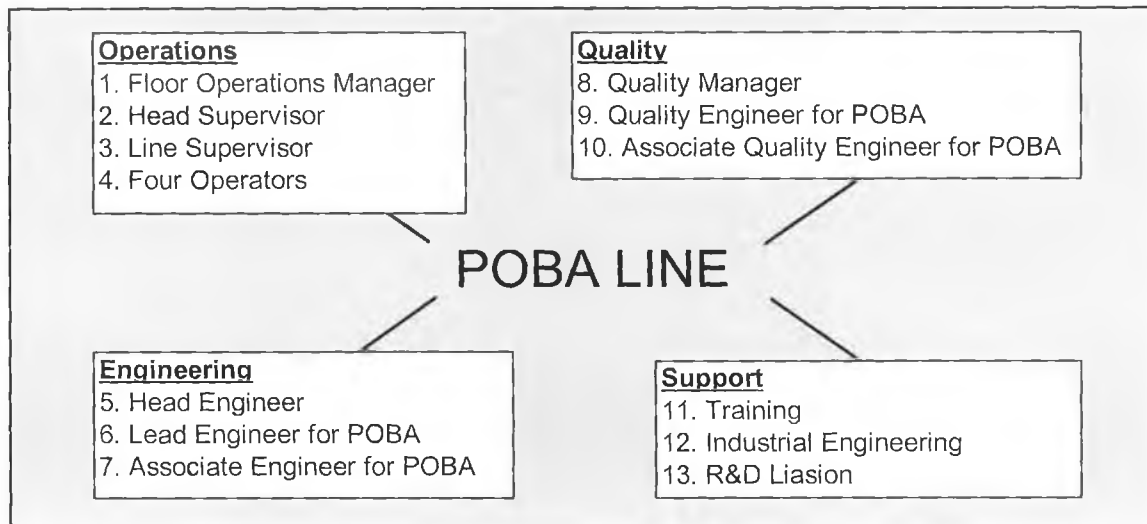 Operations
1. Floor Operations Manager
2. Head Supervisor
3. Line Supervisor
4. Four Operators
Quality
8. Quality Manager
9. Quality Engineer for POBA
10. Associate Quality Engineer for POBA
POBA LINE
Engineering
5. Head Engineer
6. Lead Engineer for POBA
7. Associate Engineer for POBA
Support
11. Training
12. Industrial Engineering
13. R&D Liasion